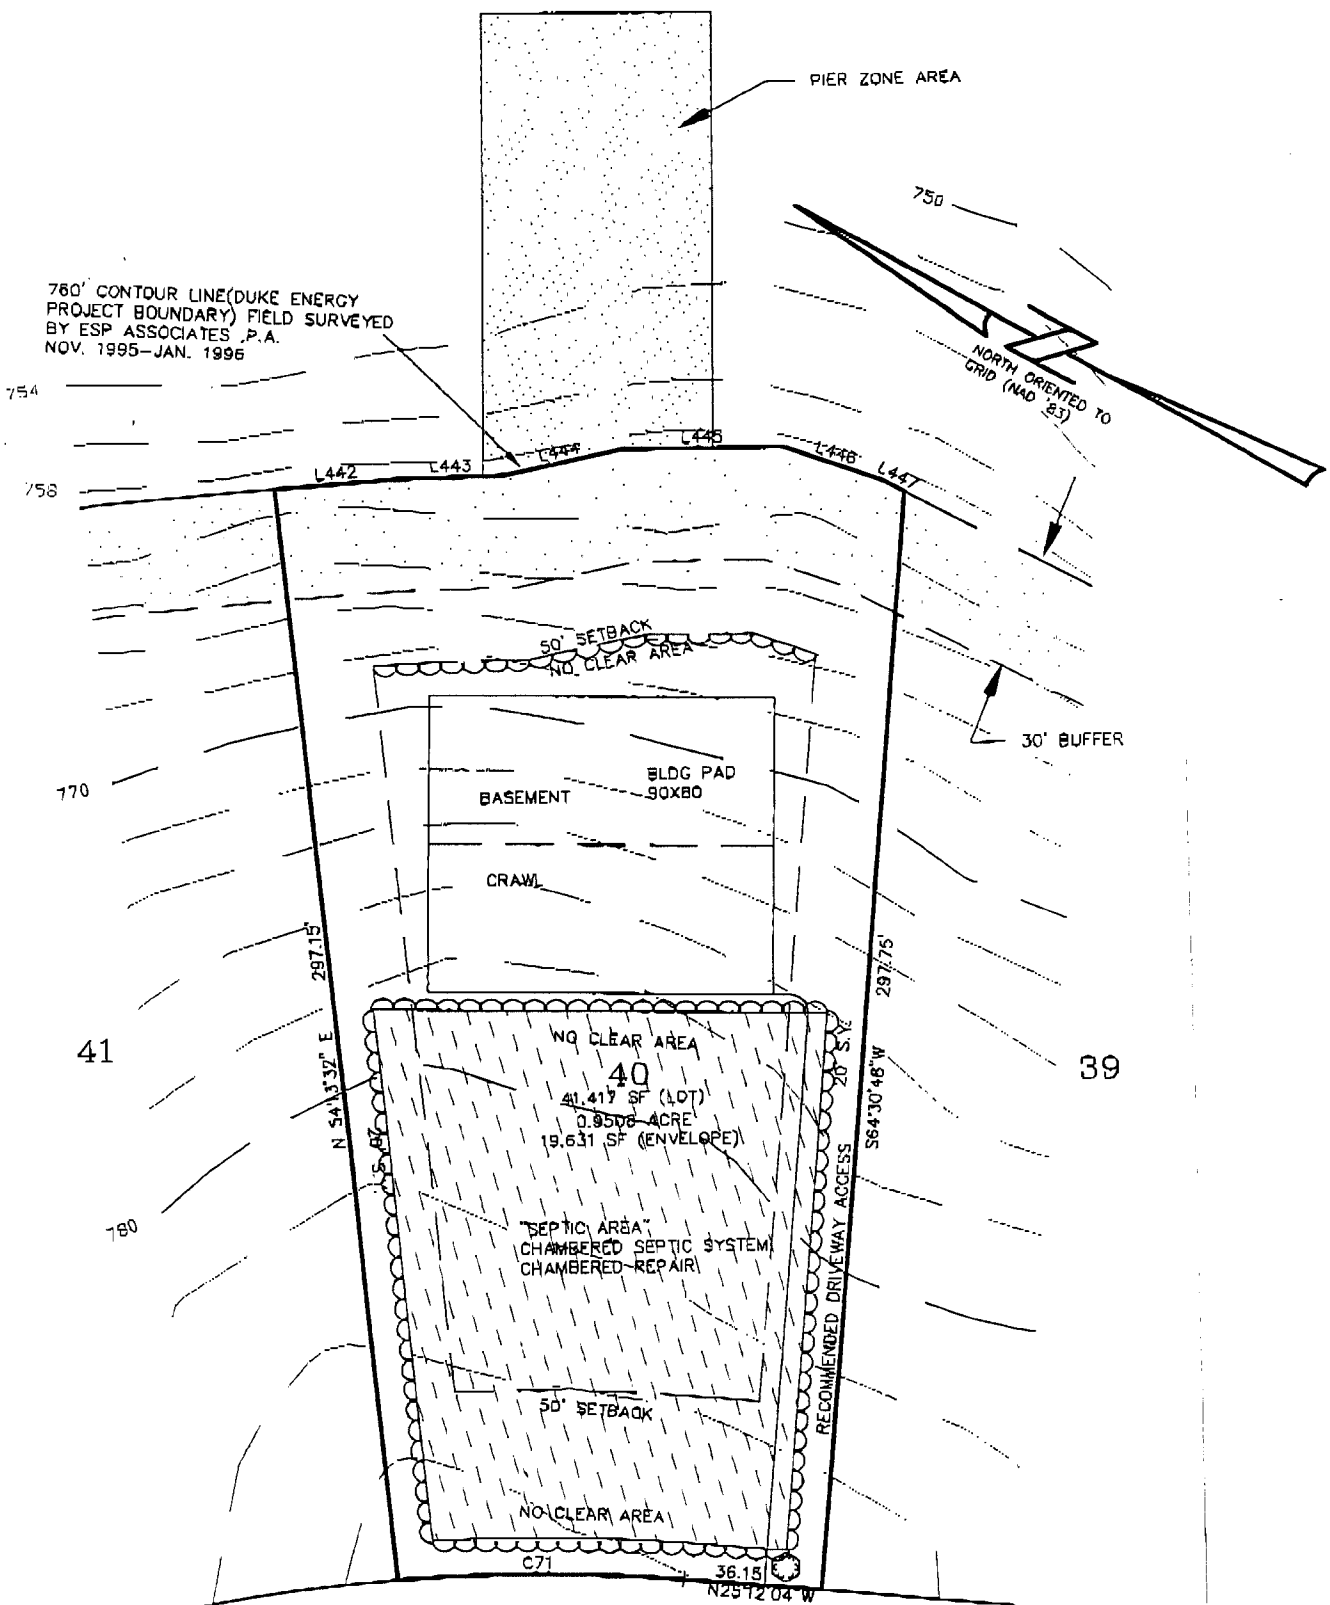 PIER ZONE AREA
750
760' CONTOUR LINE(DUKE ENERGY
PROJECT BOUNDARY) FIELD SURVEYED
BY ESP ASSOCIATES ,P.A.
NOV. 1995-JAN. 1996
NORTH ORIENTED TO
GRID (NAD '83)
754
758
L442
L443
L444
L445
L446
L447
50' SETBACK
NO CLEAR AREA
30' BUFFER
770
BLDG PAD
90X80
BASEMENT
CRAWL
297.15'
297.75'
41
N 54°13'32" E
NO CLEAR AREA
40
41,417 SF (LOT)
0.9508 ACRE
19,631 SF (ENVELOPE)
20' S.Y.
S64°30'48"W
39
20' S.Y.
780
"SEPTIC AREA"
CHAMBERED SEPTIC SYSTEM
CHAMBERED-REPAIR
RECOMMENDED DRIVEWAY ACCESS
50' SETBACK
NO CLEAR AREA
C71
36.15'
N25°12'04"W